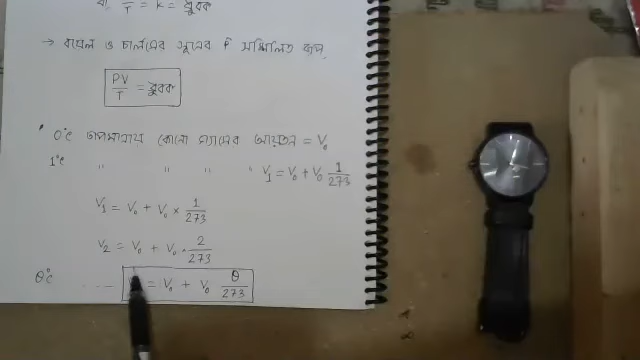 বা, V/T = K = ধ্রুবক
→ বয়েল ও চার্লসের সূত্রের সম্মিলিত রূপ
PV/T = ধ্রুবক
0°C তাপমাত্রায় কোনো গ্যাসের আয়তন = V₀
1°C " " " " V₁ = V₀ + V₀ 1/273
V₁ = V₀ + V₀ × 1/273
V₂ = V₀ + V₀ · 2/273
θ°C ..... = V₀ + V₀ θ/273